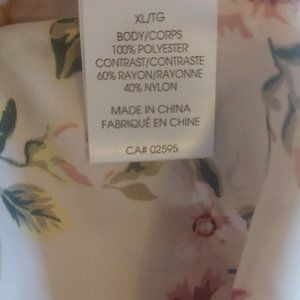 XL/TG
BODY/CORPS
100% POLYESTER
CONTRAST/CONTRASTE
60% RAYON/RAYONNE
40% NYLON
MADE IN CHINA
FABRIQUÉ EN CHINE
CA# 02595